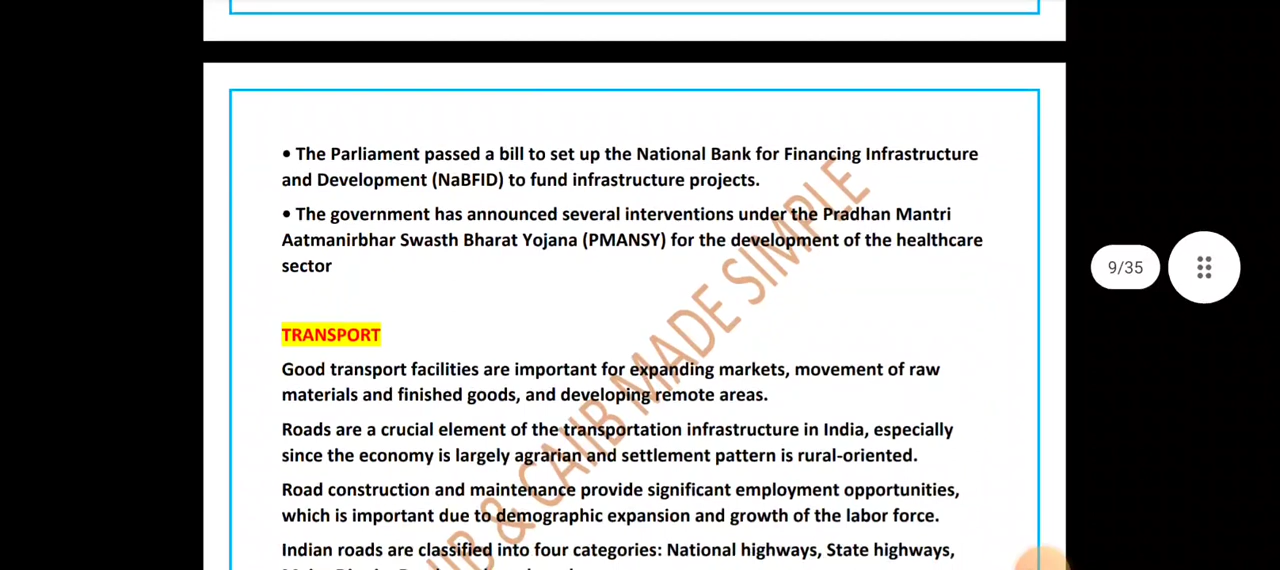 • The Parliament passed a bill to set up the National Bank for Financing Infrastructure
and Development (NaBFID) to fund infrastructure projects.
• The government has announced several interventions under the Pradhan Mantri
Aatmanirbhar Swasth Bharat Yojana (PMANSY) for the development of the healthcare
sector
9/35
TRANSPORT
Good transport facilities are important for expanding markets, movement of raw
materials and finished goods, and developing remote areas.
Roads are a crucial element of the transportation infrastructure in India, especially
since the economy is largely agrarian and settlement pattern is rural-oriented.
Road construction and maintenance provide significant employment opportunities,
which is important due to demographic expansion and growth of the labor force.
Indian roads are classified into four categories: National highways, State highways,
& CAIIB MADE SIMPLE